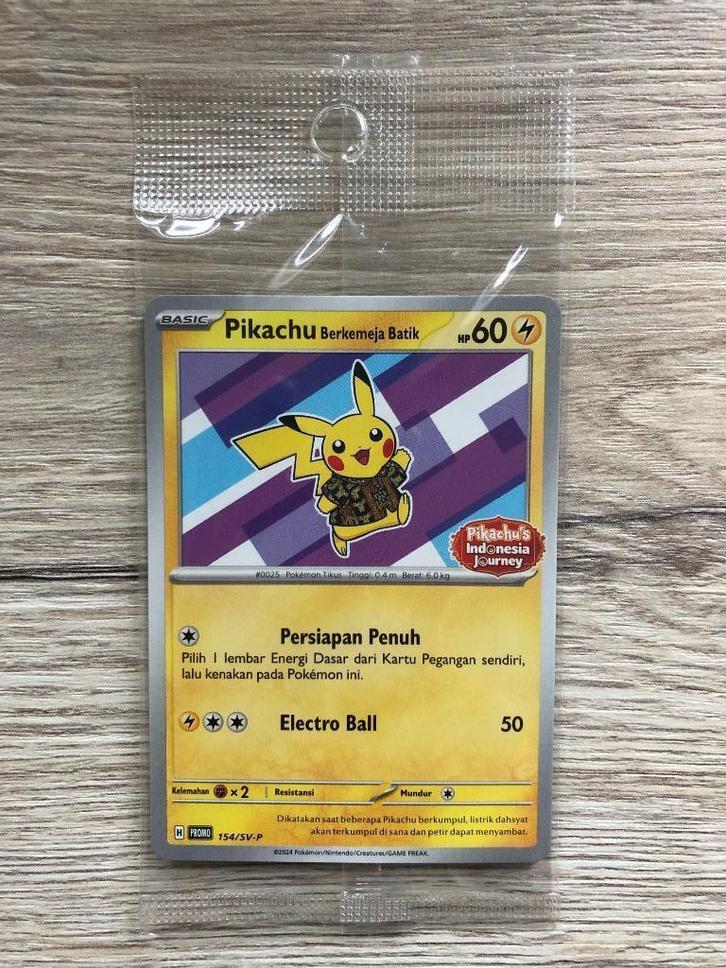 BASIC Pikachu Berkemeja Batik HP 60
Pikachu's
Indonesia
Journey
#0025 Pokémon Tikus Tinggi: 0.4 m Berat: 6.0 kg
Persiapan Penuh
Pilih 1 lembar Energi Dasar dari Kartu Pegangan sendiri,
lalu kenakan pada Pokémon ini.
Electro Ball 50
Kelemahan ×2 Resistansi Mundur
Dikatakan saat beberapa Pikachu berkumpul, listrik dahsyat
akan terkumpul di sana dan petir dapat menyambar.
H PROMO 154/SV-P
©2024 Pokémon/Nintendo/Creatures/GAME FREAK.